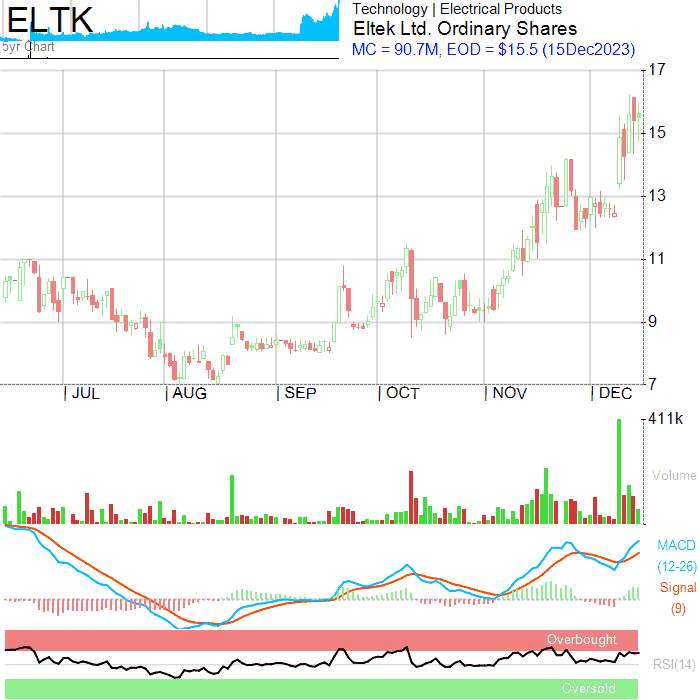 ELTK
5yr Chart
Technology | Electrical Products
Eltek Ltd. Ordinary Shares
MC = 90.7M, EOD = $15.5 (15Dec2023)
17
15
13
11
9
7
JUL AUG SEP OCT NOV DEC
411k
Volume
MACD
(12-26)
Signal
(9)
Overbought
RSI(14)
Oversold